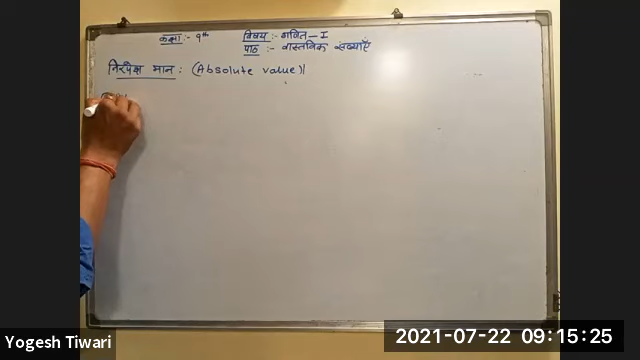 कक्षा :- 9th विषय :- गणित - I
पाठ :- वास्तविक संख्याएँ
निरपेक्ष मान : (Absolute value)|
Yogesh Tiwari
2021-07-22 09:15:25